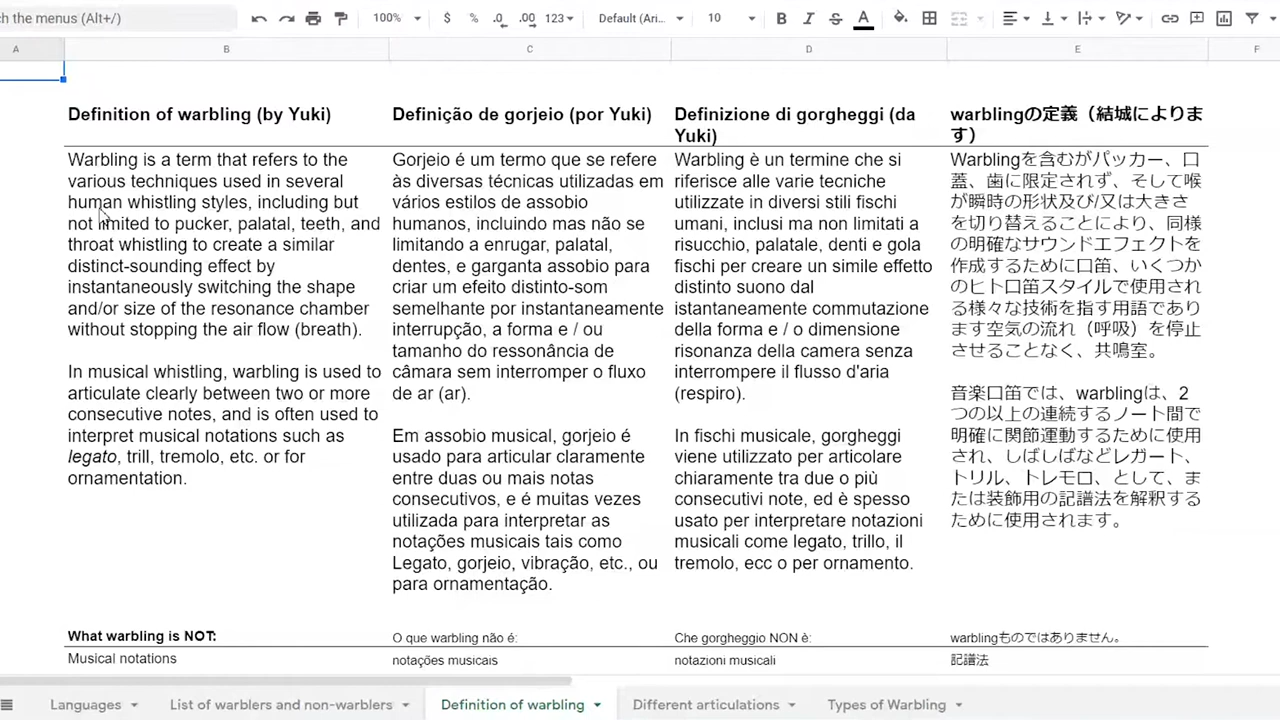 ch the menus (Alt+/)
100%
$
%
.0
.00
123
Default (Ari...
10
B
I
S
A
A
B
C
D
E
F
Definition of warbling (by Yuki)
Warbling is a term that refers to the
various techniques used in several
human whistling styles, including but
not limited to pucker, palatal, teeth, and
throat whistling to create a similar
distinct-sounding effect by
instantaneously switching the shape
and/or size of the resonance chamber
without stopping the air flow (breath).
In musical whistling, warbling is used to
articulate clearly between two or more
consecutive notes, and is often used to
interpret musical notations such as
legato, trill, tremolo, etc. or for
ornamentation.
Definição de gorjeio (por Yuki)
Gorjeio é um termo que se refere
às diversas técnicas utilizadas em
vários estilos de assobio
humanos, incluindo mas não se
limitando a enrugar, palatal,
dentes, e garganta assobio para
criar um efeito distinto-som
semelhante por instantaneamente
interrupção, a forma e / ou
tamanho do ressonância de
câmara sem interromper o fluxo
de ar (ar).
Em assobio musical, gorjeio é
usado para articular claramente
entre duas ou mais notas
consecutivos, e é muitas vezes
utilizada para interpretar as
notações musicais tais como
Legato, gorjeio, vibração, etc., ou
para ornamentação.
Definizione di gorgheggi (da
Yuki)
Warbling è un termine che si
riferisce alle varie tecniche
utilizzate in diversi stili fischi
umani, inclusi ma non limitati a
risucchio, palatale, denti e gola
fischi per creare un simile effetto
distinto suono dal
istantaneamente commutazione
della forma e / o dimensione
risonanza della camera senza
interrompere il flusso d'aria
(respiro).
In fischi musicale, gorgheggi
viene utilizzato per articolare
chiaramente tra due o più
consecutivi note, ed è spesso
usato per interpretare notazioni
musicali come legato, trillo, il
tremolo, ecc o per ornamento.
warblingの定義（結城によりま
す）
Warblingを含むがパッカー、口
蓋、歯に限定されず、そして喉
が瞬時の形状及び/又は大きさ
を切り替えることにより、同様
の明確なサウンドエフェクトを
作成するために口笛、いくつか
のヒト口笛スタイルで使用され
る様々な技術を指す用語であり
ます空気の流れ（呼吸）を停止
させることなく、共鳴室。
音楽口笛では、warblingは、2
つの以上の連続するノート間で
明確に関節運動するために使用
され、しばしばなどレガート、
トリル、トレモロ、として、ま
たは装飾用の記譜法を解釈する
ために使用されます。
What warbling is NOT:
O que warbling não é:
Che gorgheggio NON è:
warblingものではありません。
Musical notations
notações musicais
notazioni musicali
記譜法
Languages
List of warblers and non-warblers
Definition of warbling
Different articulations
Types of Warbling